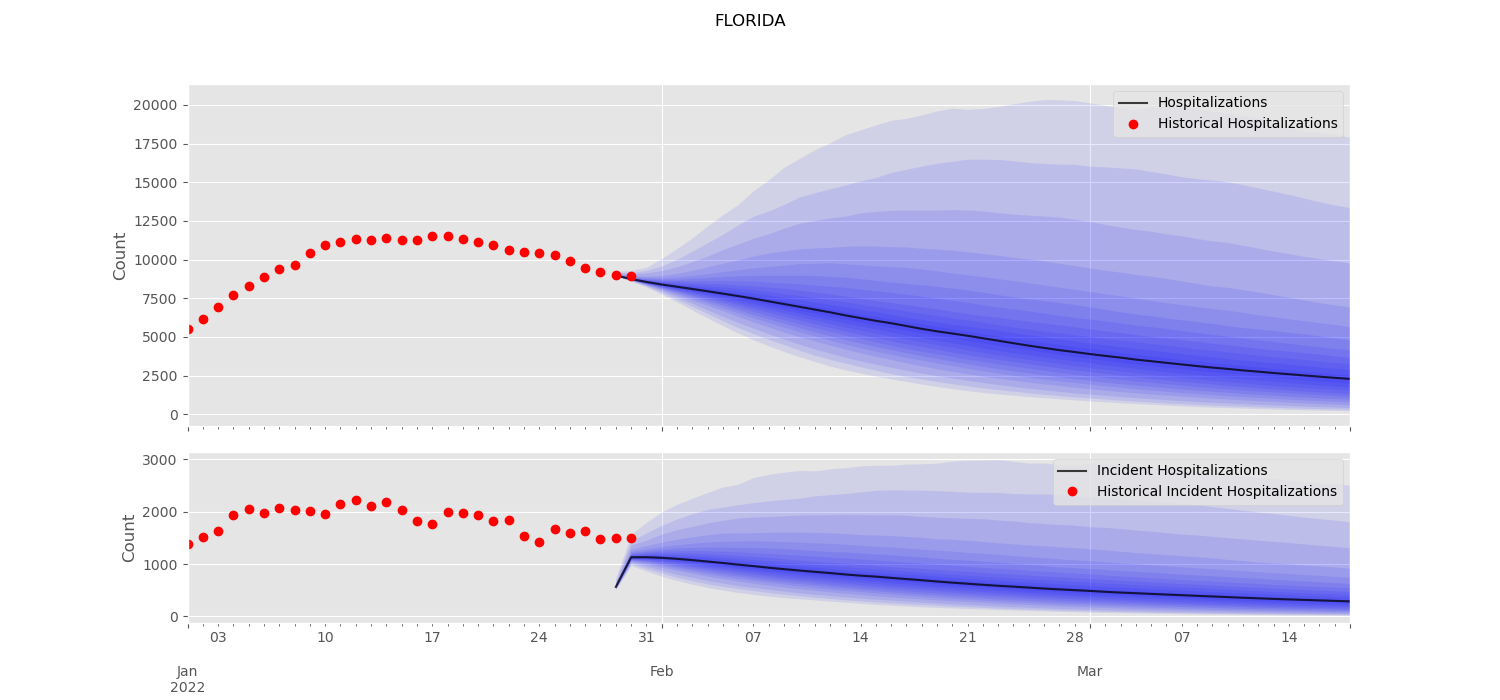 FLORIDA
Hospitalizations
Historical Hospitalizations
20000
17500
15000
12500
10000
7500
5000
2500
0
Count
Incident Hospitalizations
Historical Incident Hospitalizations
3000
2000
1000
0
Count
03 10 17 24 31 07 14 21 28 07 14
Jan Feb Mar
2022